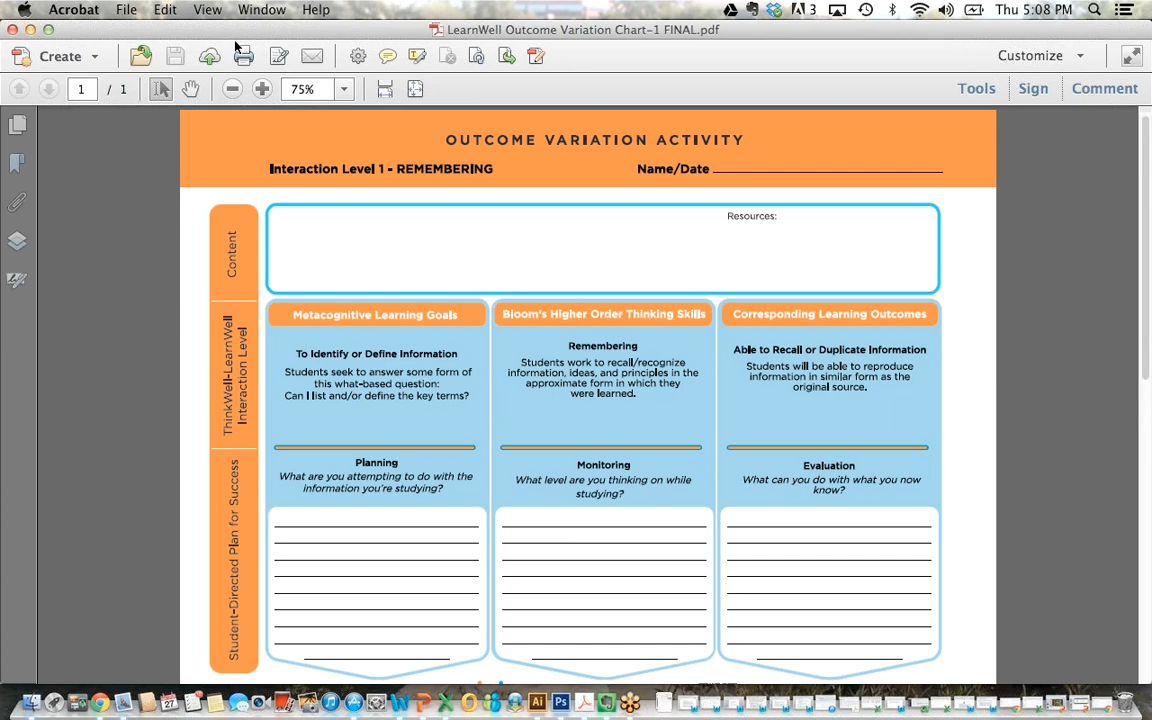 Acrobat File Edit View Window Help
3 Thu 5:08 PM
LearnWell Outcome Variation Chart-1 FINAL.pdf
Create Customize
1 / 1 75% Tools Sign Comment
OUTCOME VARIATION ACTIVITY
Interaction Level 1 - REMEMBERING Name/Date
Content
Resources:
ThinkWell-LearnWell
Interaction Level
Metacognitive Learning Goals
To Identify or Define Information
Students seek to answer some form of
this what-based question:
Can I list and/or define the key terms?
Bloom's Higher Order Thinking Skills
Remembering
Students work to recall/recognize
information, ideas, and principles in the
approximate form in which they
were learned.
Corresponding Learning Outcomes
Able to Recall or Duplicate Information
Students will be able to reproduce
information in similar form as the
original source.
Student-Directed Plan for Success
Planning
What are you attempting to do with the
information you're studying?
Monitoring
What level are you thinking on while
studying?
Evaluation
What can you do with what you now
know?
27
W P X O Ai Ps